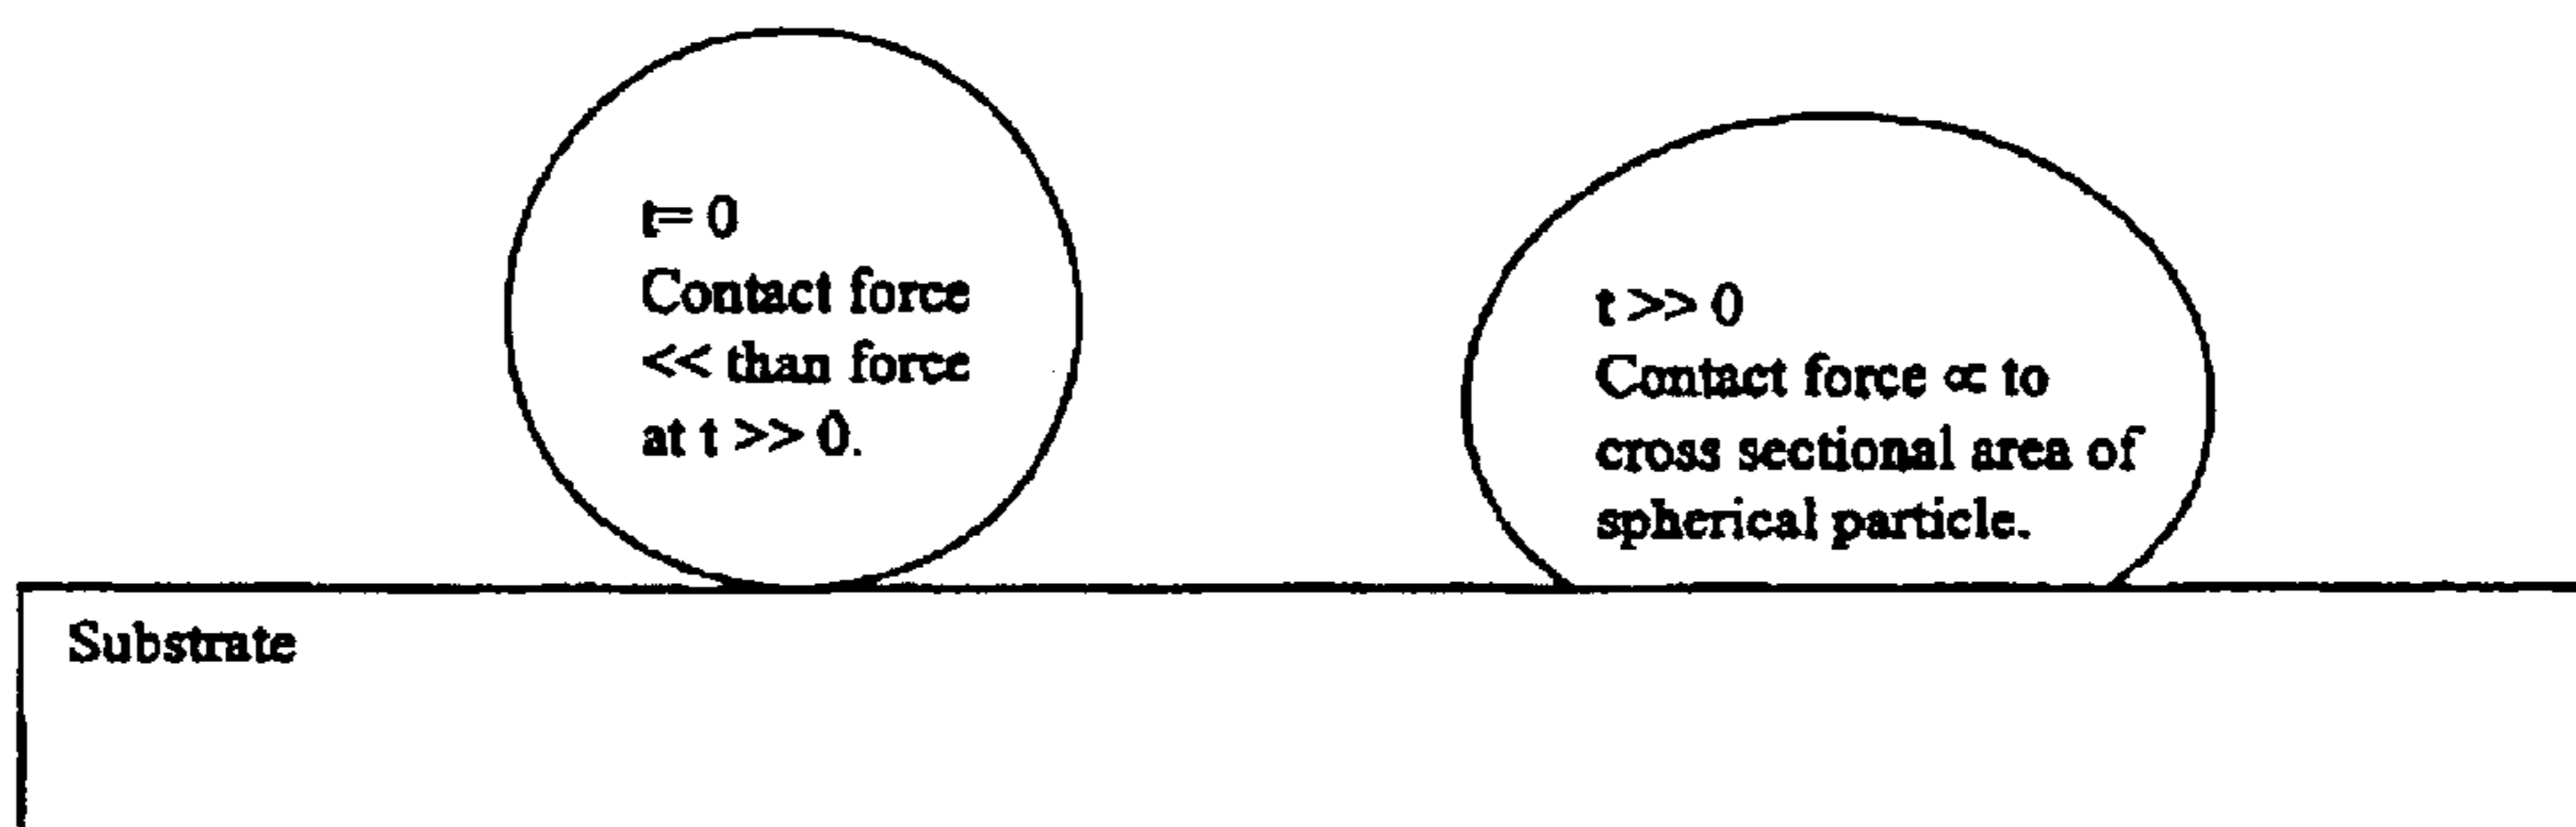 t= 0
Contact force
<< than force
at t >> 0.
t >> 0
Contact force ∝ to
cross sectional area of
spherical particle.
Substrate